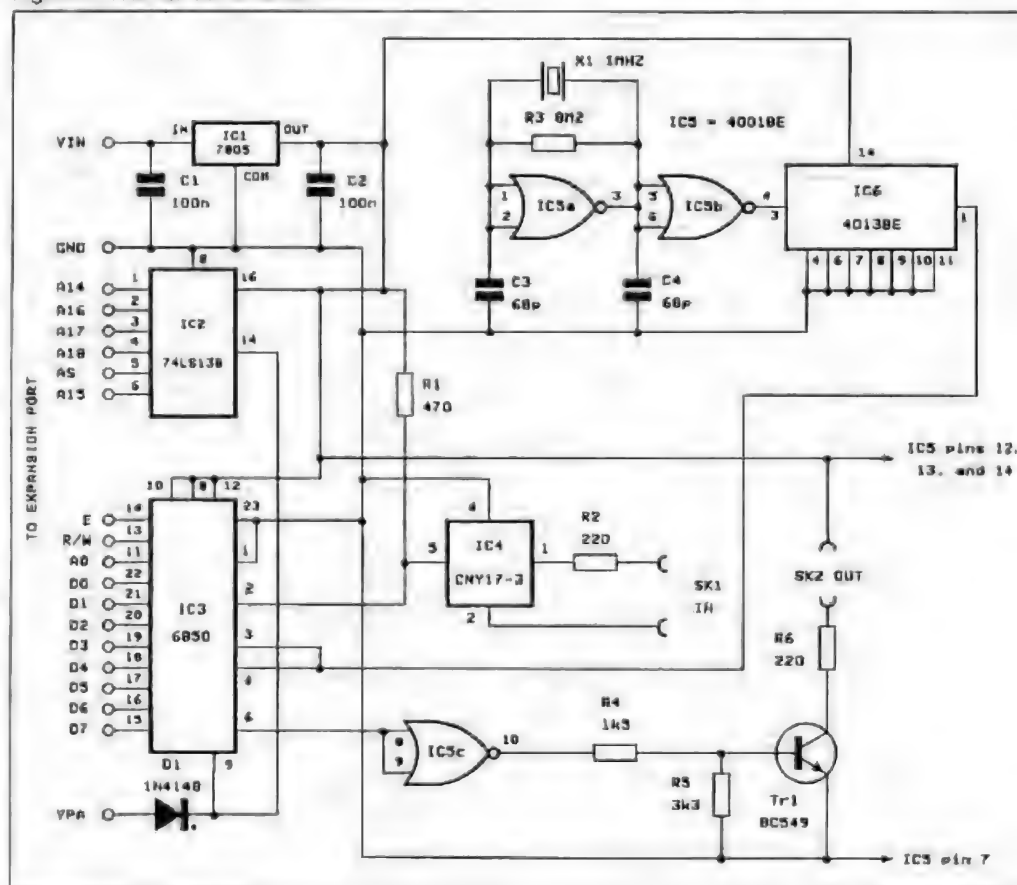 X1 1MHZ
R3 8M2
IC5 = 4001BE
VIN
IN
IC1
7805
OUT
COM
C1
100n
C2
100n
GND
1
2
IC5a
3
5
6
IC5b
4
3
14
IC6
4013BE
1
4 6 7 8 9 10 11
C3
68p
C4
68p
8
A14 1
A16 2
A17 3
A18 4
AS 5
A15 6
IC2
74LS138
16
14
R1
470
TO EXPANSION PORT
IC5 pins 12,
13, and 14
10 8 12
E 14
R/W 13
A0 11
D0 22
D1 21
D2 20
D3 19
D4 18
D5 17
D6 16
D7 15
IC3
6850
23
1
2
3
4
6
9
4
5
IC4
CNY17-3
1
2
R2
220
SK1
IN
SK2 OUT
R6
220
8
9
IC5c
10
R4
1k5
R5
3k3
Tr1
BC549
D1
1N4148
VPA
IC5 pin 7